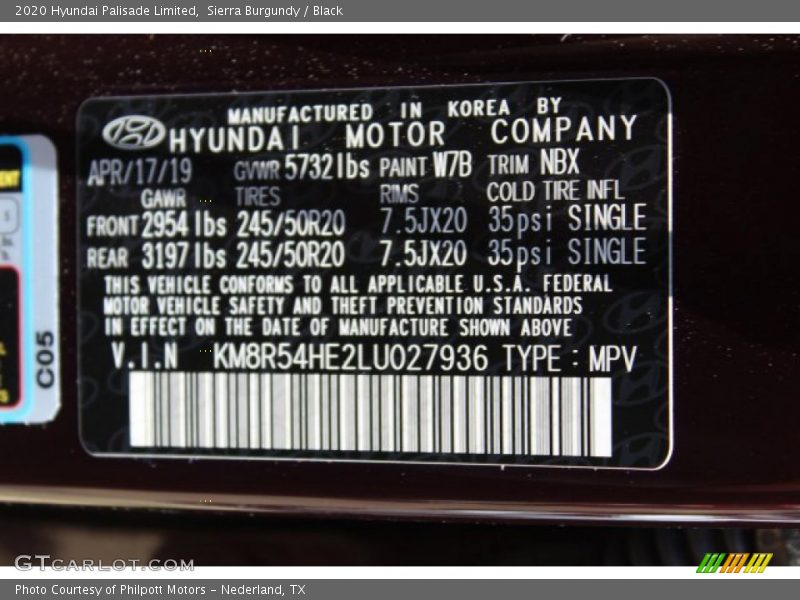 2020 Hyundai Palisade Limited,  Sierra Burgundy / Black
MANUFACTURED IN KOREA BY
HYUNDAI MOTOR COMPANY
APR/17/19 GVWR 5732lbs PAINT W7B TRIM NBX
GAWR TIRES RIMS COLD TIRE INFL
FRONT 2954 lbs 245/50R20 7.5JX20 35psi SINGLE
REAR 3197 lbs 245/50R20 7.5JX20 35psi SINGLE
THIS VEHICLE CONFORMS TO ALL APPLICABLE U.S.A. FEDERAL
MOTOR VEHICLE SAFETY AND THEFT PREVENTION STANDARDS
IN EFFECT ON THE DATE OF MANUFACTURE SHOWN ABOVE
V.I.N KM8R54HE2LU027936 TYPE : MPV
C05
GTCARLOT.COM
Photo Courtesy of Philpott Motors - Nederland, TX